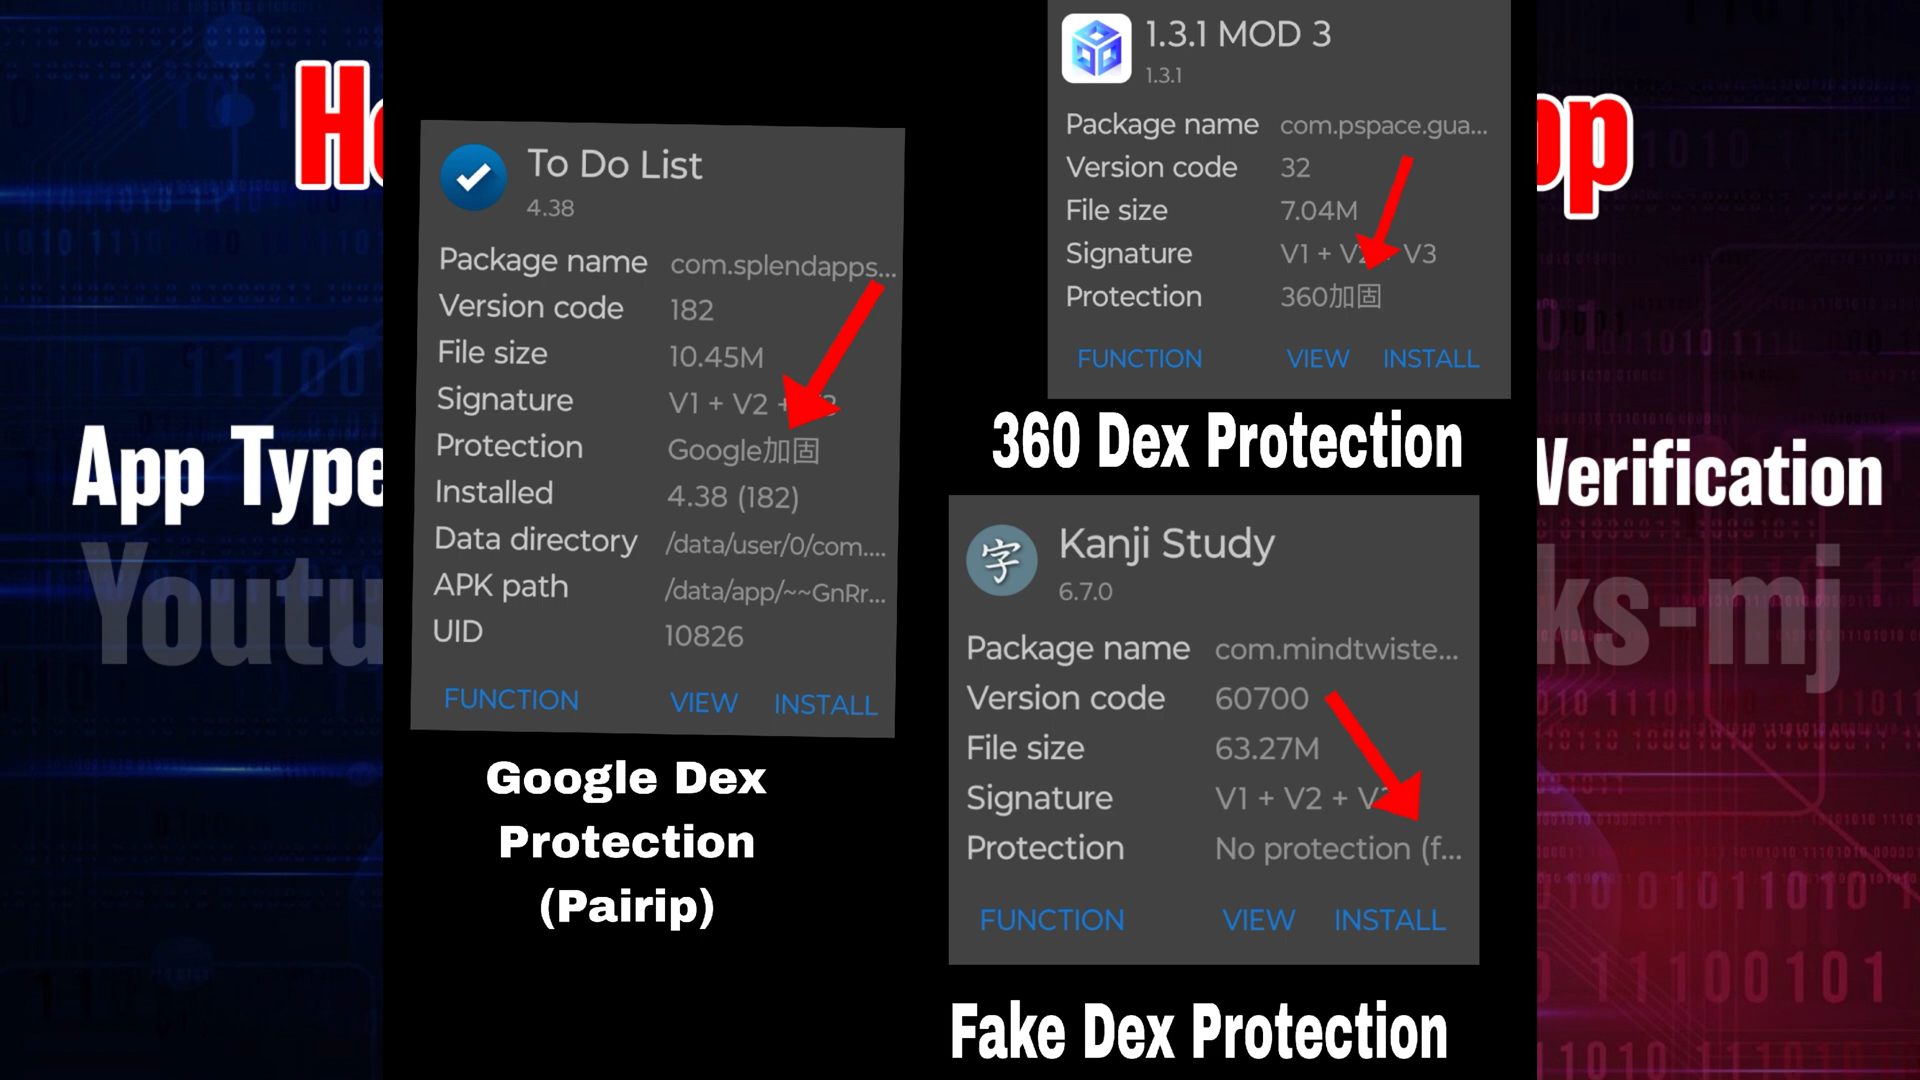 To Do List
4.38
Package name com.splendapps...
Version code 182
File size 10.45M
Signature V1 + V2 +
Protection Google加固
Installed 4.38 (182)
Data directory /data/user/0/com....
APK path /data/app/~~GnRr...
UID 10826
FUNCTION VIEW INSTALL
Google Dex
Protection
(Pairip)
1.3.1 MOD 3
1.3.1
Package name com.pspace.gua...
Version code 32
File size 7.04M
Signature V1 + V2 V3
Protection 360加固
FUNCTION VIEW INSTALL
360 Dex Protection
字
Kanji Study
6.7.0
Package name com.mindtwiste...
Version code 60700
File size 63.27M
Signature V1 + V2 +
Protection No protection (f...
FUNCTION VIEW INSTALL
Fake Dex Protection
App Type
Verification
Youtu
ks-mj